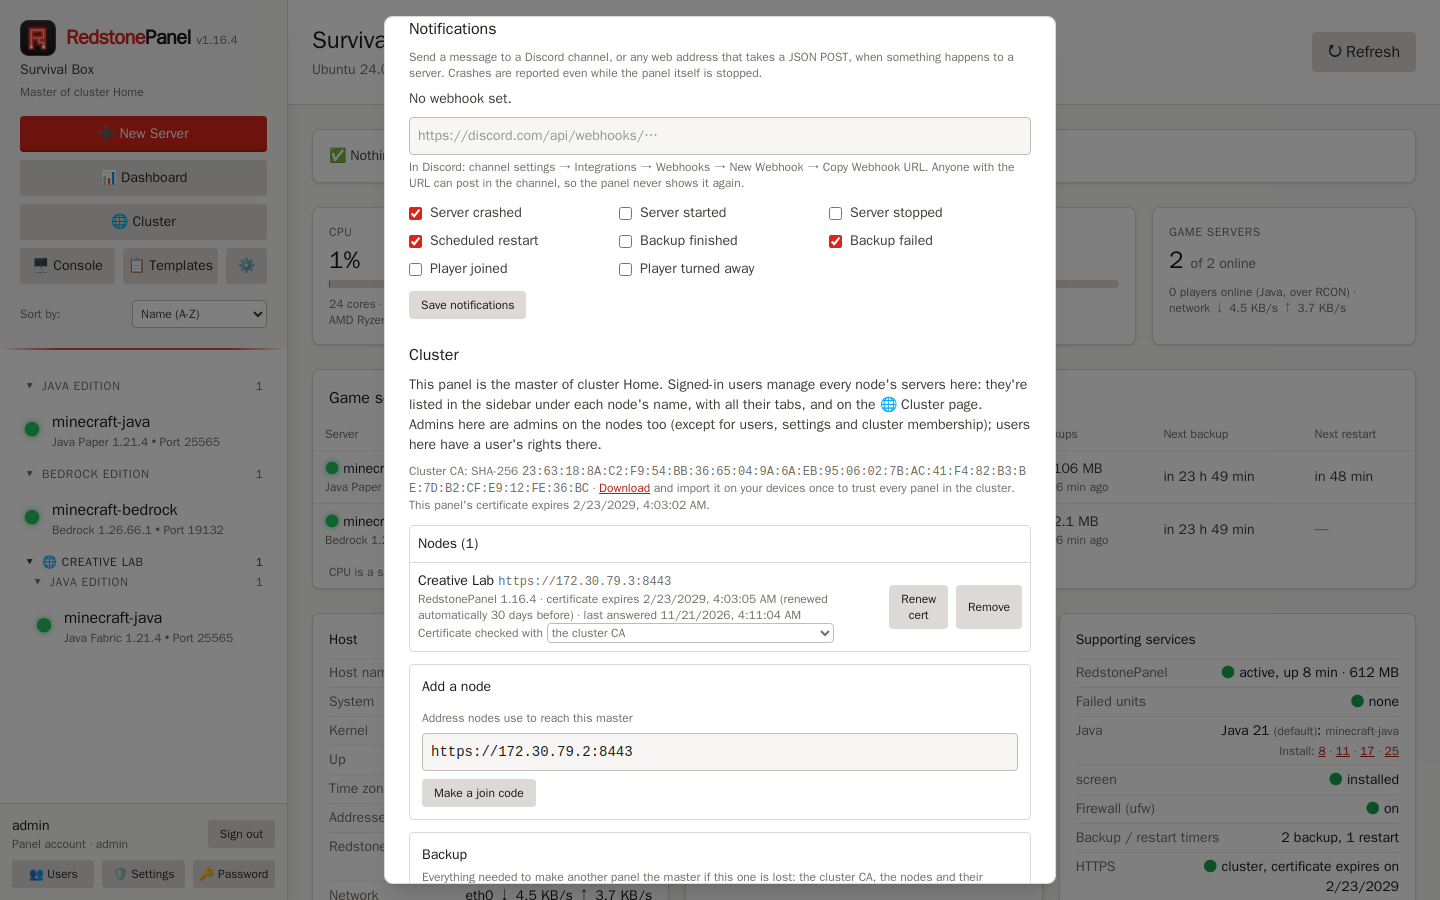 RedstonePanel v1.16.4
Survival Box
Master of cluster Home
➕ New Server
📊 Dashboard
🌐 Cluster
🖥️ Console
📋 Templates
⚙️
Sort by:
Name (A-Z)
▼ JAVA EDITION 1
minecraft-java
Java Paper 1.21.4 • Port 25565
▼ BEDROCK EDITION 1
minecraft-bedrock
Bedrock 1.26.66.1 • Port 19132
▼ 🌐 CREATIVE LAB 1
▼ JAVA EDITION 1
minecraft-java
Java Fabric 1.21.4 • Port 25565
admin
Panel account · admin
Sign out
👥 Users
🛡️ Settings
🔑 Password
Ubuntu 24.
↻ Refresh
✅
CPU
1%
24 cores ·
AMD Ryze
GAME SERVERS
2 of 2 online
0 players online (Java, over RCON) ·
network ↓ 4.5 KB/s ↑ 3.7 KB/s
Server
Next backup
Next restart
Java Paper
106 MB
6 min ago
in 23 h 49 min
in 48 min
Bedrock 1.2
2.1 MB
6 min ago
in 23 h 49 min
—
CPU is a s
Host
System
Kernel
Up
Network
eth0 ↓ 4.5 KB/s ↑ 3.7 KB/s
Supporting services
RedstonePanel active, up 8 min · 612 MB
Failed units none
Java Java 21 (default): minecraft-java
Install: 8 · 11 · 17 · 25
screen installed
Firewall (ufw) on
Backup / restart timers 2 backup, 1 restart
HTTPS cluster, certificate expires on
2/23/2029
Notifications
Send a message to a Discord channel, or any web address that takes a JSON POST, when something happens to a
server. Crashes are reported even while the panel itself is stopped.
No webhook set.
https://discord.com/api/webhooks/⋯
In Discord: channel settings → Integrations → Webhooks → New Webhook → Copy Webhook URL. Anyone with the
URL can post in the channel, so the panel never shows it again.
Server crashed
Server started
Server stopped
Scheduled restart
Backup finished
Backup failed
Player joined
Player turned away
Save notifications
Cluster
This panel is the master of cluster Home. Signed-in users manage every node's servers here: they're
listed in the sidebar under each node's name, with all their tabs, and on the 🌐 Cluster page.
Admins here are admins on the nodes too (except for users, settings and cluster membership); users
here have a user's rights there.
Cluster CA: SHA-256 23:63:18:8A:C2:F9:54:BB:36:65:04:9A:6A:EB:95:06:02:7B:AC:41:F4:82:B3:B
E:7D:B2:CF:E9:12:FE:36:BC · Download and import it on your devices once to trust every panel in the cluster.
This panel's certificate expires 2/23/2029, 4:03:02 AM.
Nodes (1)
Creative Lab https://172.30.79.3:8443
RedstonePanel 1.16.4 · certificate expires 2/23/2029, 4:03:05 AM (renewed
automatically 30 days before) · last answered 11/21/2026, 4:11:04 AM
Certificate checked with the cluster CA
Renew
cert
Remove
Add a node
Address nodes use to reach this master
https://172.30.79.2:8443
Make a join code
Backup
Everything needed to make another panel the master if this one is lost: the cluster CA, the nodes and their